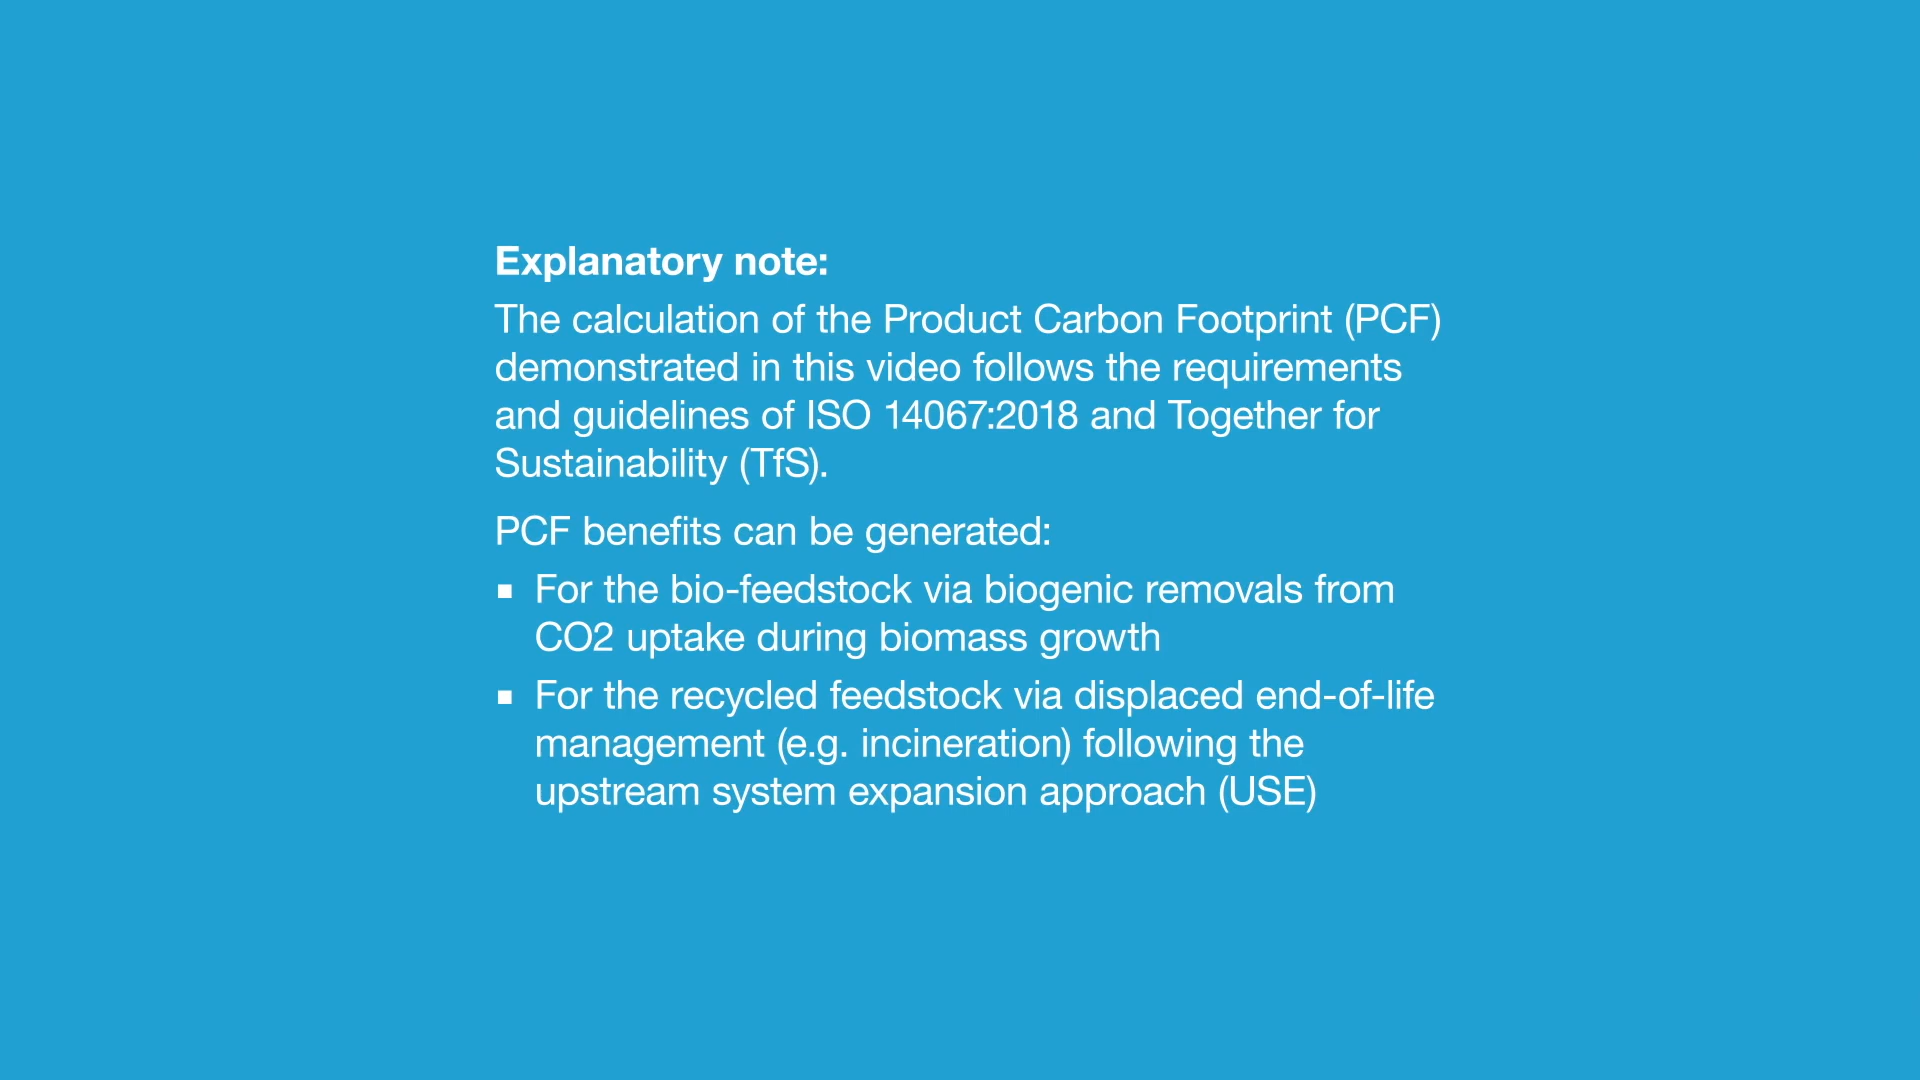 Explanatory note:
The calculation of the Product Carbon Footprint (PCF)
demonstrated in this video follows the requirements
and guidelines of ISO 14067:2018 and Together for
Sustainability (TfS).
PCF benefits can be generated:
▪ For the bio-feedstock via biogenic removals from
CO2 uptake during biomass growth
▪ For the recycled feedstock via displaced end-of-life
management (e.g. incineration) following the
upstream system expansion approach (USE)